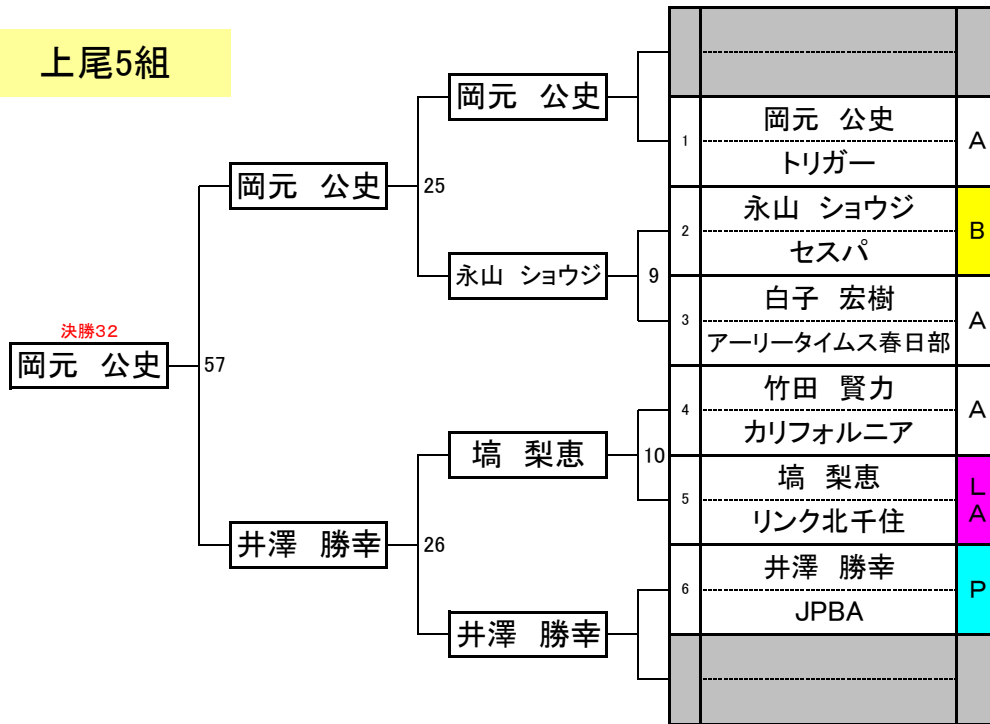 上尾5組
決勝32
岡元　公史
57
岡元　公史
井澤　勝幸
25
26
岡元　公史
永山　ショウジ
塙　梨恵
井澤　勝幸
9
10
1
岡元　公史
トリガー
A
2
永山　ショウジ
セスパ
B
3
白子　宏樹
アーリータイムス春日部
A
4
竹田　賢力
カリフォルニア
A
5
塙　梨恵
リンク北千住
L
A
6
井澤　勝幸
JPBA
P